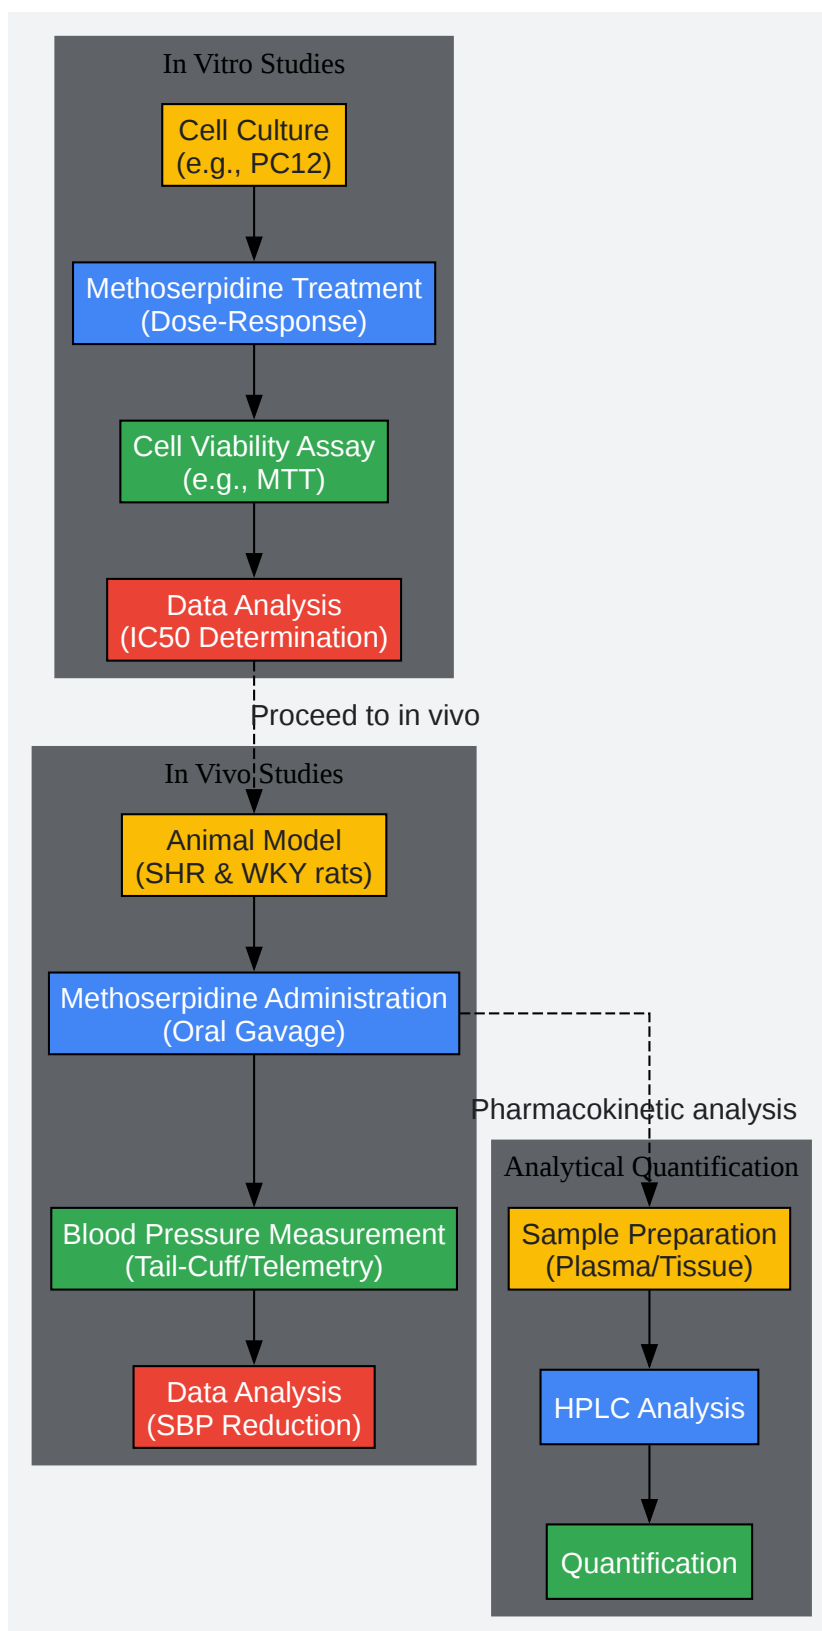 In Vitro Studies
Cell Culture
(e.g., PC12)
Methoserpidine Treatment
(Dose-Response)
Cell Viability Assay
(e.g., MTT)
Data Analysis
(IC50 Determination)
Proceed to in vivo
In Vivo Studies
Animal Model
(SHR & WKY rats)
Methoserpidine Administration
(Oral Gavage)
Blood Pressure Measurement
(Tail-Cuff/Telemetry)
Data Analysis
(SBP Reduction)
Pharmacokinetic analysis
Analytical Quantification
Sample Preparation
(Plasma/Tissue)
HPLC Analysis
Quantification